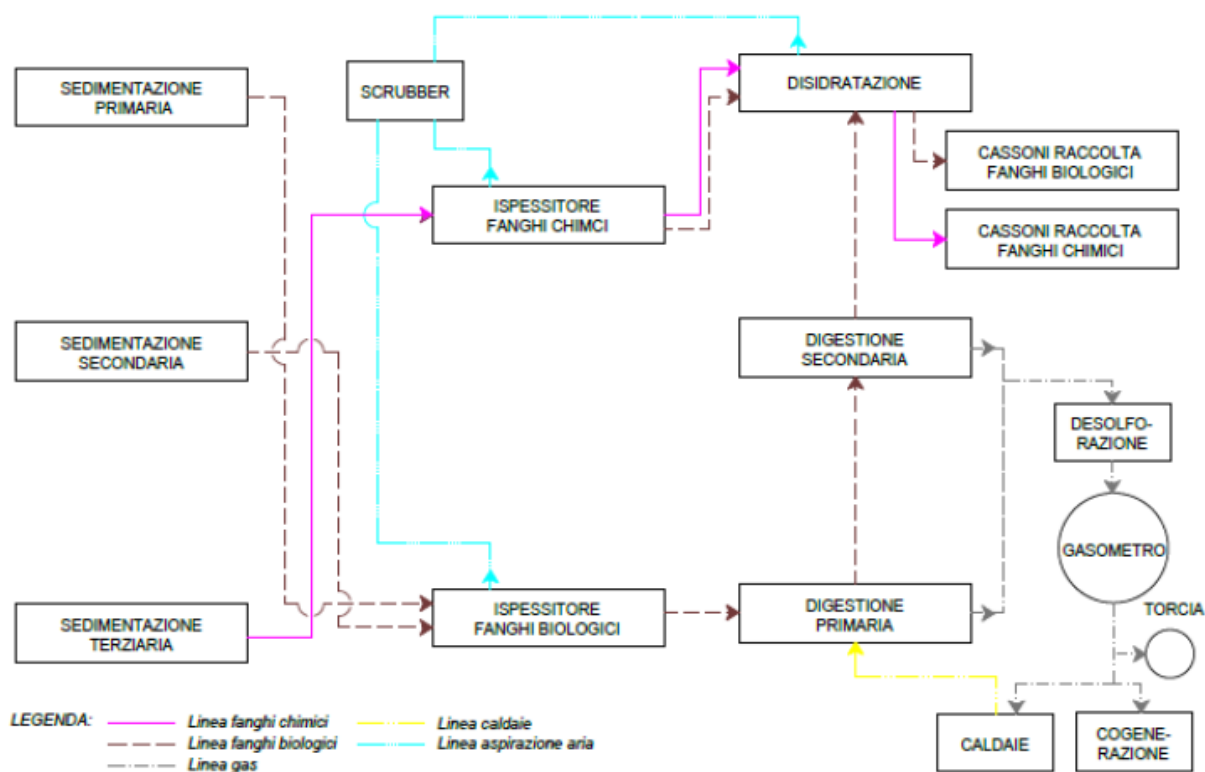 SEDIMENTAZIONE
PRIMARIA
SCRUBBER
DISIDRATAZIONE
CASSONI RACCOLTA
FANGHI BIOLOGICI
ISPESSITORE
FANGHI CHIMCI
CASSONI RACCOLTA
FANGHI CHIMICI
SEDIMENTAZIONE
SECONDARIA
DIGESTIONE
SECONDARIA
DESOLFO-
RAZIONE
GASOMETRO
SEDIMENTAZIONE
TERZIARIA
ISPESSITORE
FANGHI BIOLOGICI
DIGESTIONE
PRIMARIA
TORCIA
CALDAIE
COGENE-
RAZIONE
LEGENDA:
Linea fanghi chimici
Linea fanghi biologici
Linea gas
Linea caldaie
Linea aspirazione aria